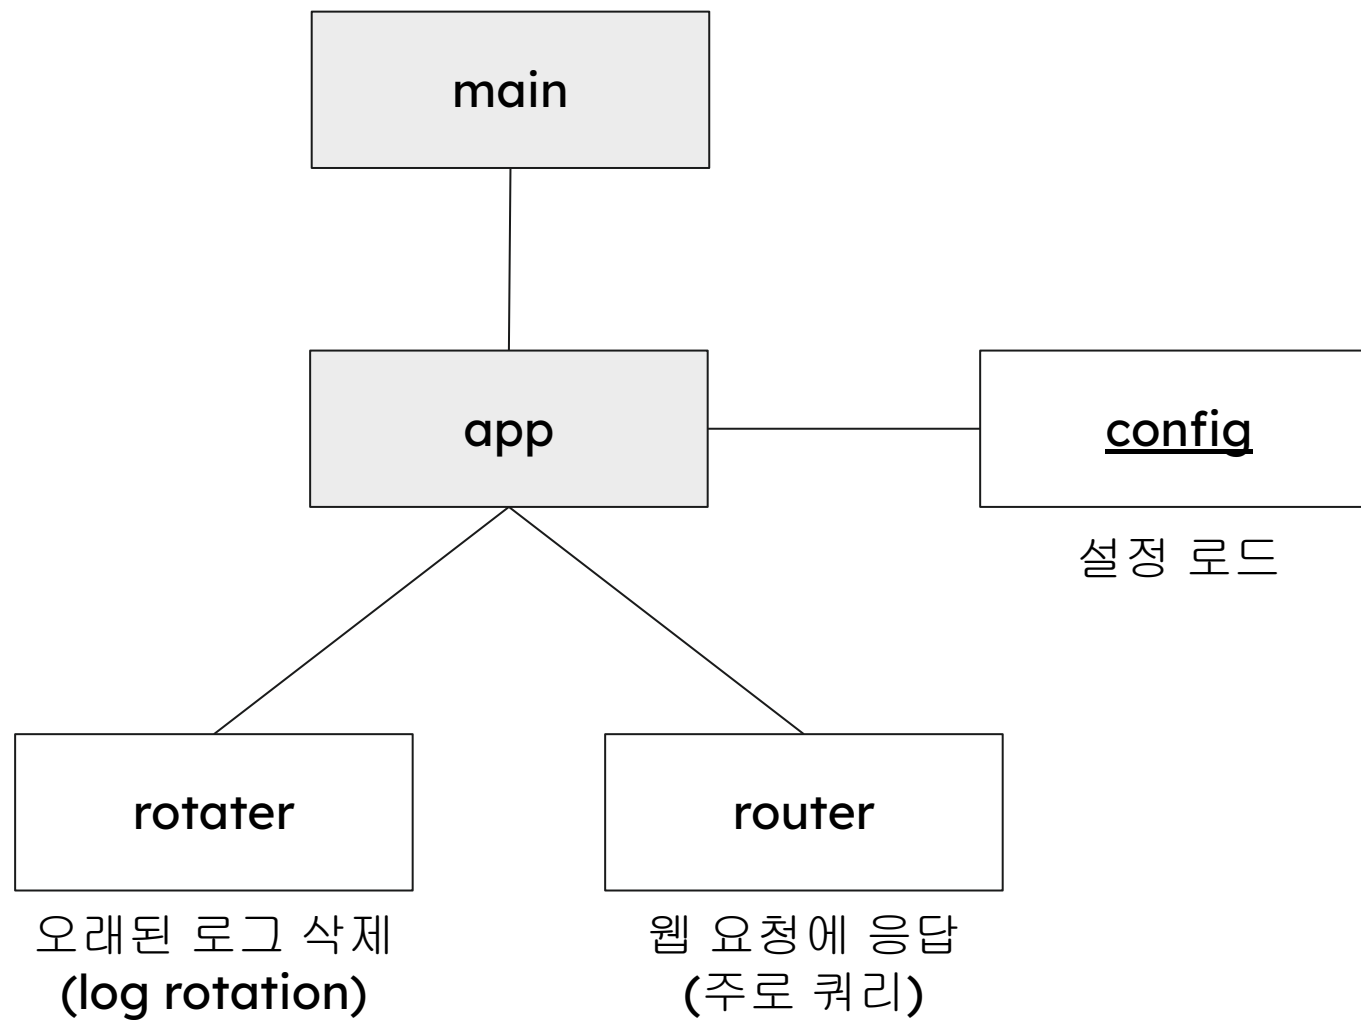 main
app
config
설정 로드
rotater
router
오래된 로그 삭제
(log rotation)
웹 요청에 응답
(주로 쿼리)